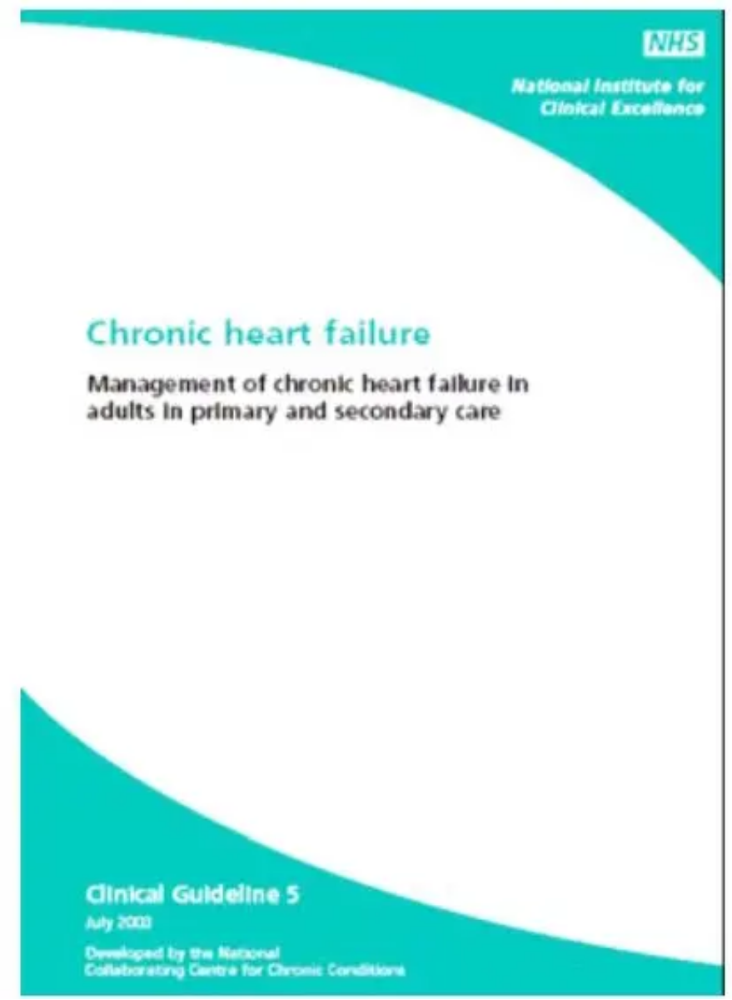 NHS
National Institute for
Clinical Excellence
Chronic heart failure
Management of chronic heart failure in
adults in primary and secondary care
Clinical Guideline 5
July 2003
Developed by the National
Collaborating Centre for Chronic Conditions